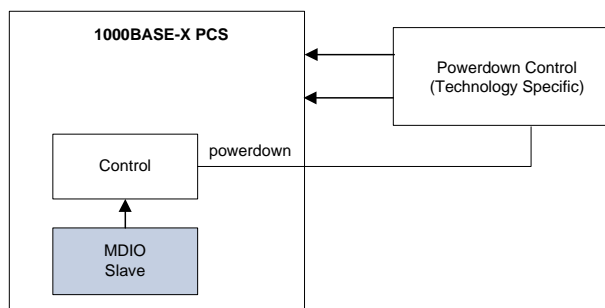 1000BASE-X PCS
Powerdown Control
(Technology Specific)
powerdown
Control
MDIO
Slave